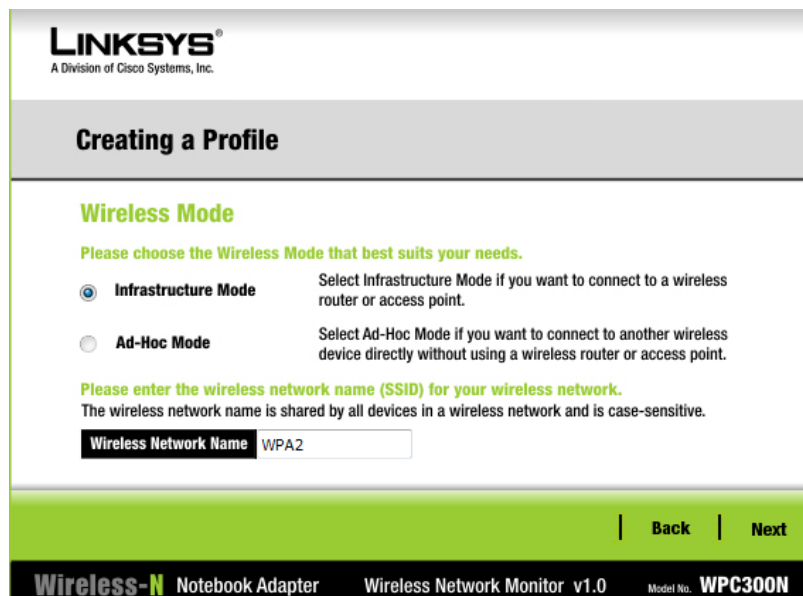 LINKSYS®
A Division of Cisco Systems, Inc.
Creating a Profile
Wireless Mode
Please choose the Wireless Mode that best suits your needs.
Infrastructure Mode
Select Infrastructure Mode if you want to connect to a wireless
router or access point.
Ad-Hoc Mode
Select Ad-Hoc Mode if you want to connect to another wireless
device directly without using a wireless router or access point.
Please enter the wireless network name (SSID) for your wireless network.
The wireless network name is shared by all devices in a wireless network and is case-sensitive.
Wireless Network Name WPA2
Back Next
Wireless-N Notebook Adapter Wireless Network Monitor v1.0 Model No. WPC300N